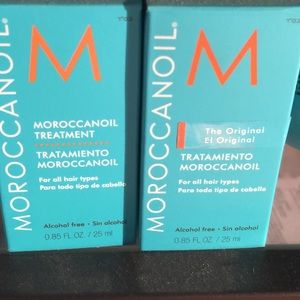 MOROCCANOIL®
M
MOROCCANOIL
TREATMENT
TRATAMIENTO
MOROCCANOIL
For all hair types
Para todo tipo de cabello
Alcohol free • Sin alcohol
0.85 FL. OZ. / 25 ml
MOROCCANOIL®
M
The Original
El Original
TRATAMIENTO
MOROCCANOIL
For all hair types
Para todo tipo de cabello
Alcohol free • Sin alcohol
0.85 FL. OZ. / 25 ml